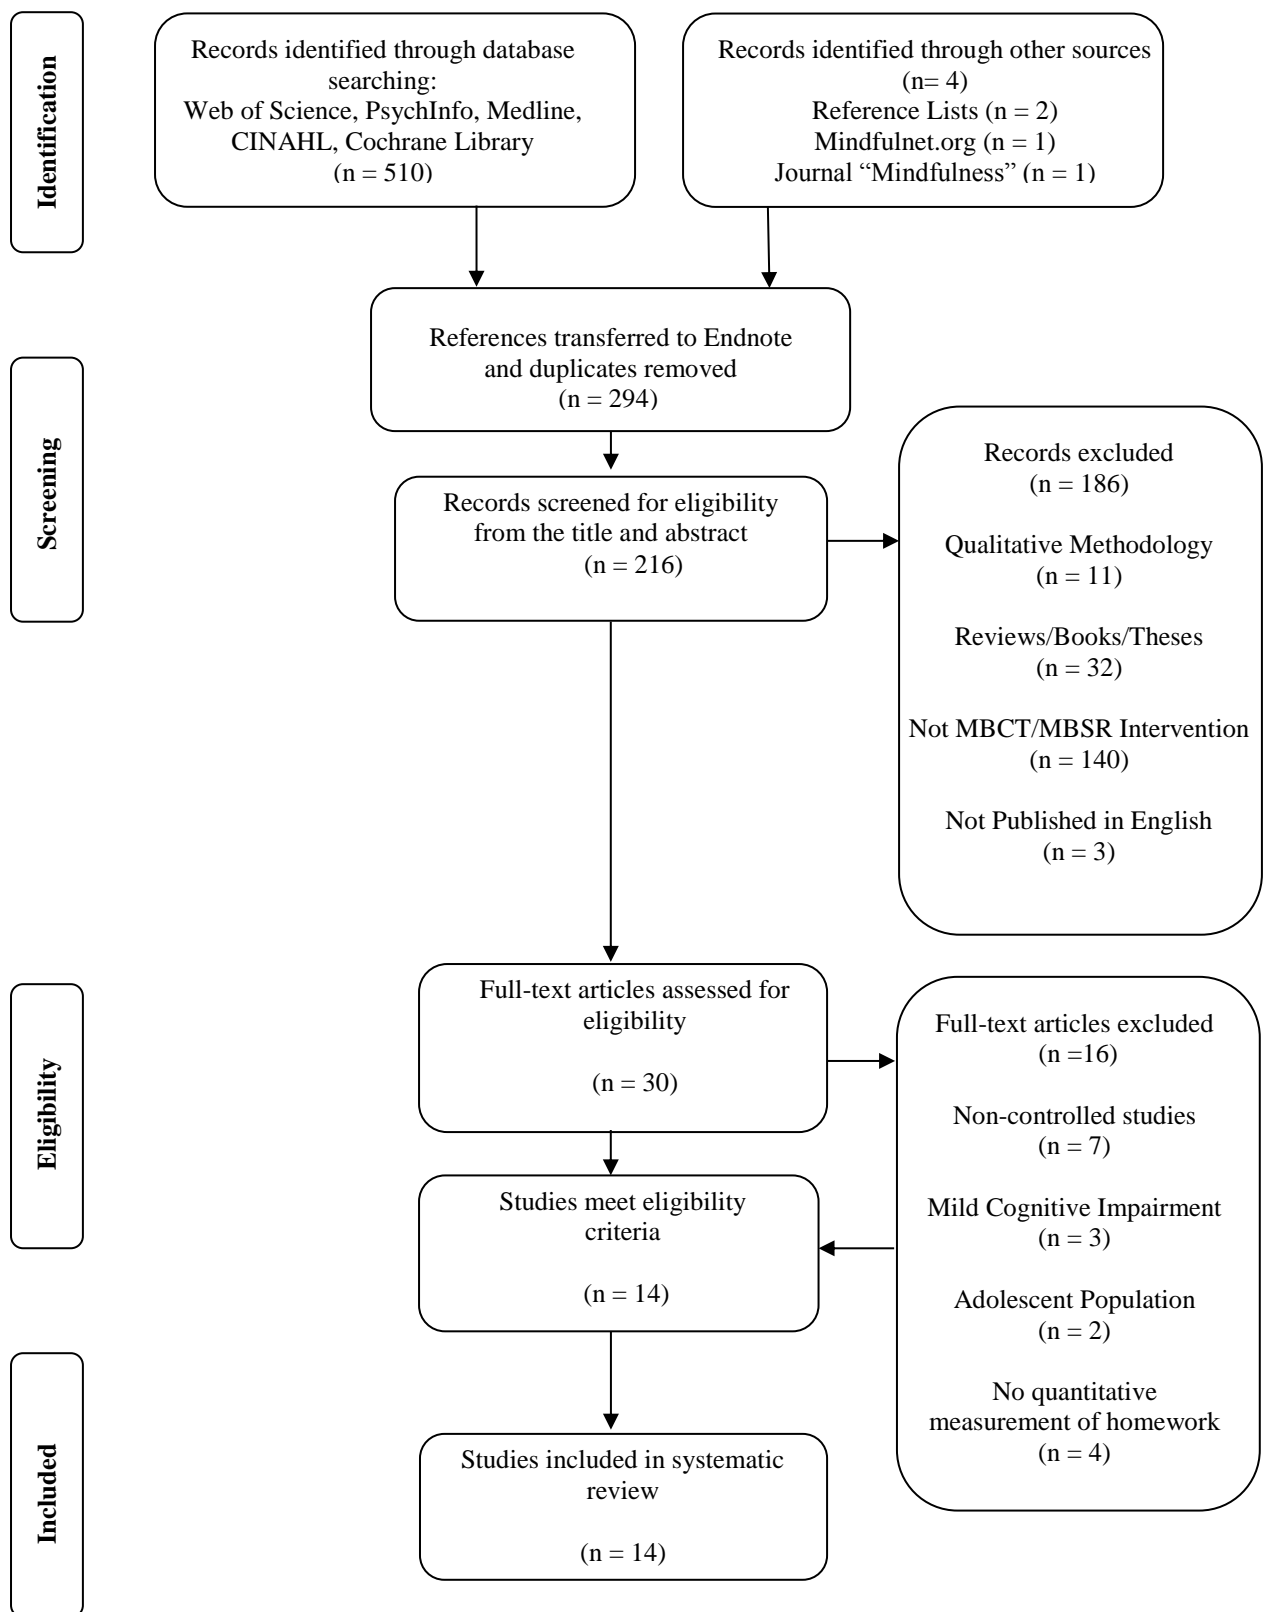 Identification
Records identified through database
searching:
Web of Science, PsychInfo, Medline,
CINAHL, Cochrane Library
(n = 510)
Records identified through other sources
(n= 4)
Reference Lists (n = 2)
Mindfulnet.org (n = 1)
Journal “Mindfulness” (n = 1)
References transferred to Endnote
and duplicates removed
(n = 294)
Screening
Records screened for eligibility
from the title and abstract
(n = 216)
Records excluded
(n = 186)
Qualitative Methodology
(n = 11)
Reviews/Books/Theses
(n = 32)
Not MBCT/MBSR Intervention
(n = 140)
Not Published in English
(n = 3)
Eligibility
Full-text articles assessed for
eligibility
(n = 30)
Full-text articles excluded
(n =16)
Non-controlled studies
(n = 7)
Mild Cognitive Impairment
(n = 3)
Adolescent Population
(n = 2)
No quantitative
measurement of homework
(n = 4)
Studies meet eligibility
criteria
(n = 14)
Included
Studies included in systematic
review
(n = 14)